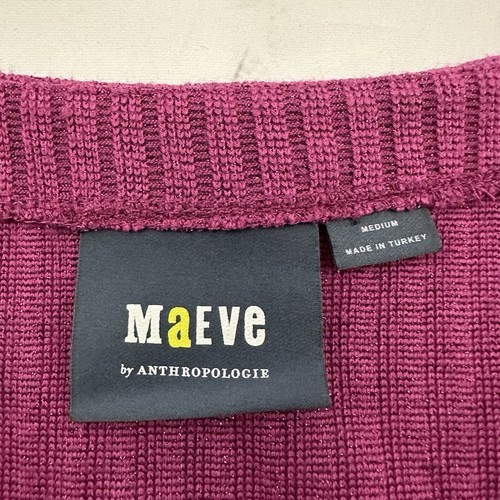 MaEVe
by ANTHROPOLOGIE
MEDIUM
MADE IN TURKEY